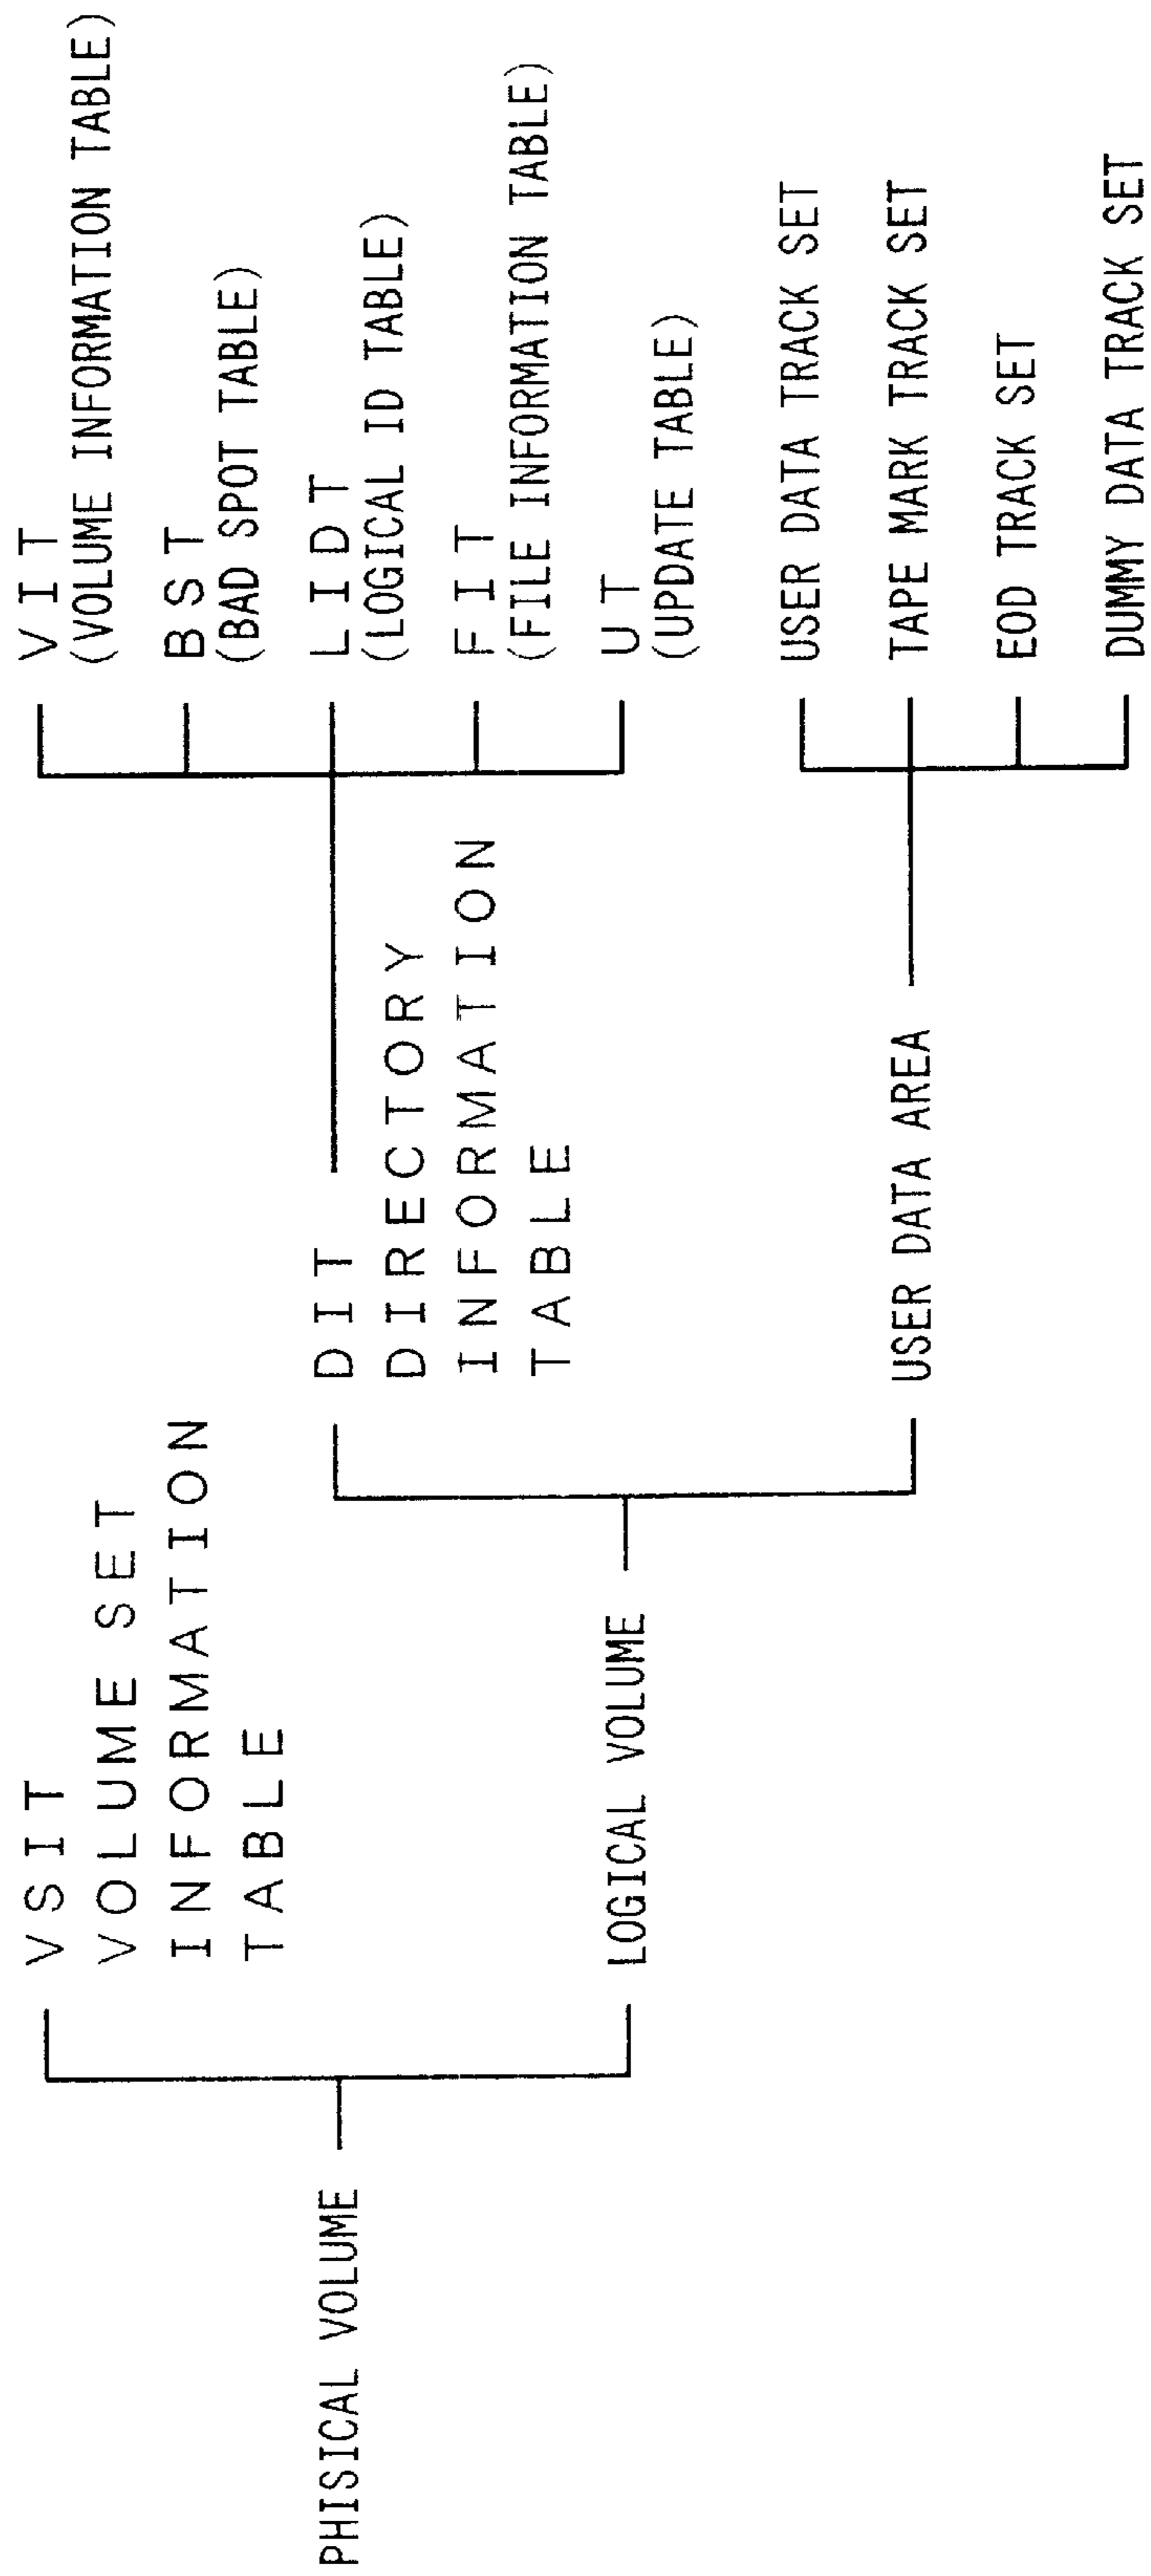 PHISICAL VOLUME
VSIT
VOLUME SET
INFORMATION
TABLE
LOGICAL VOLUME
DIT
DIRECTORY
INFORMATION
TABLE
USER DATA AREA
VIT
(VOLUME INFORMATION TABLE)
BST
(BAD SPOT TABLE)
LIDT
(LOGICAL ID TABLE)
FIT
(FILE INFORMATION TABLE)
UT
(UPDATE TABLE)
USER DATA TRACK SET
TAPE MARK TRACK SET
EOD TRACK SET
DUMMY DATA TRACK SET